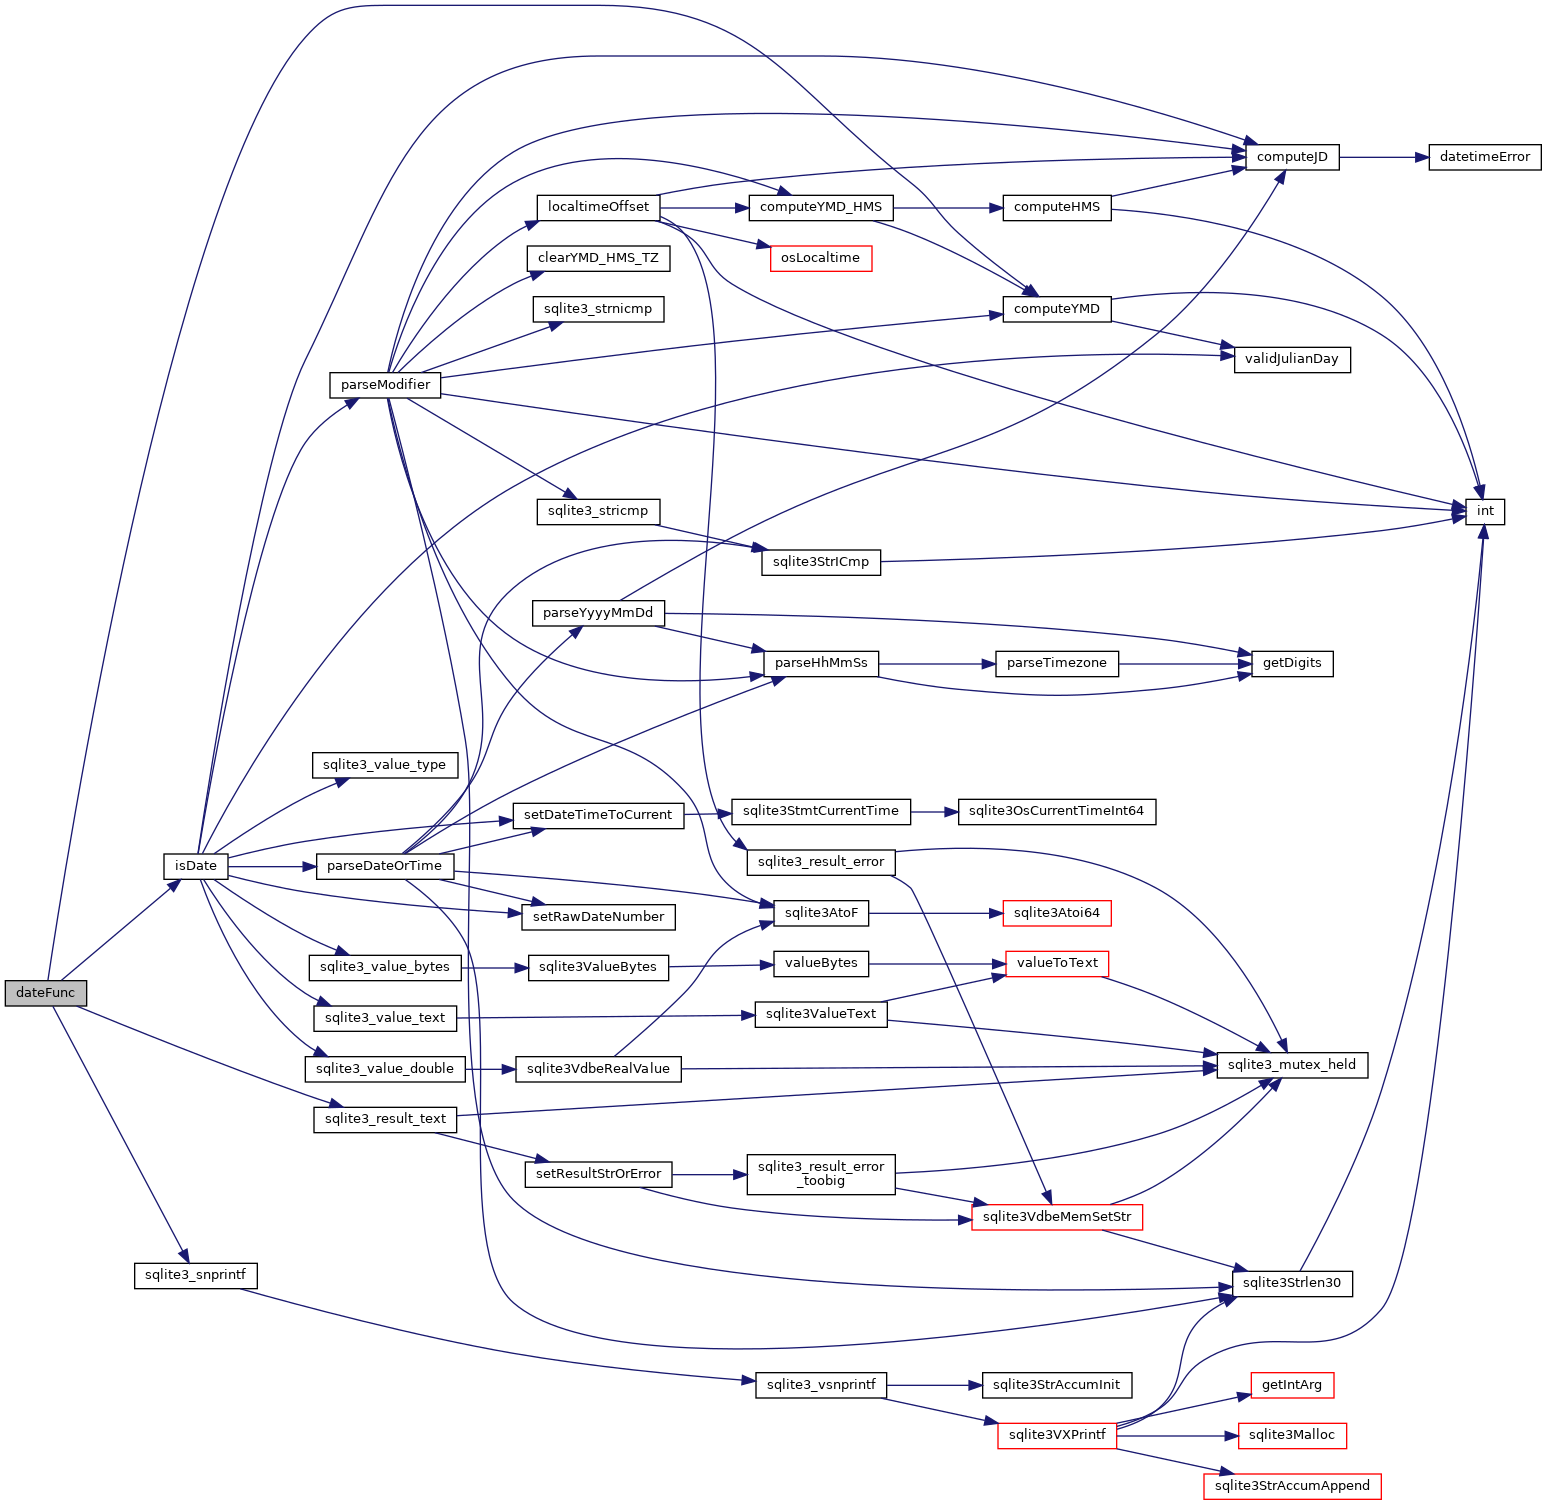 computeJD
datetimeError
localtimeOffset
computeYMD_HMS
computeHMS
clearYMD_HMS_TZ
osLocaltime
sqlite3_strnicmp
computeYMD
validJulianDay
parseModifier
sqlite3_stricmp
int
sqlite3StrICmp
parseYyyyMmDd
parseHhMmSs
parseTimezone
getDigits
sqlite3_value_type
setDateTimeToCurrent
sqlite3StmtCurrentTime
sqlite3OsCurrentTimeInt64
isDate
parseDateOrTime
sqlite3_result_error
setRawDateNumber
sqlite3AtoF
sqlite3Atoi64
sqlite3_value_bytes
sqlite3ValueBytes
valueBytes
valueToText
dateFunc
sqlite3_value_text
sqlite3ValueText
sqlite3_value_double
sqlite3VdbeRealValue
sqlite3_mutex_held
sqlite3_result_text
setResultStrOrError
sqlite3_result_error
_toobig
sqlite3VdbeMemSetStr
sqlite3_snprintf
sqlite3Strlen30
sqlite3_vsnprintf
sqlite3StrAccumInit
getIntArg
sqlite3VXPrintf
sqlite3Malloc
sqlite3StrAccumAppend